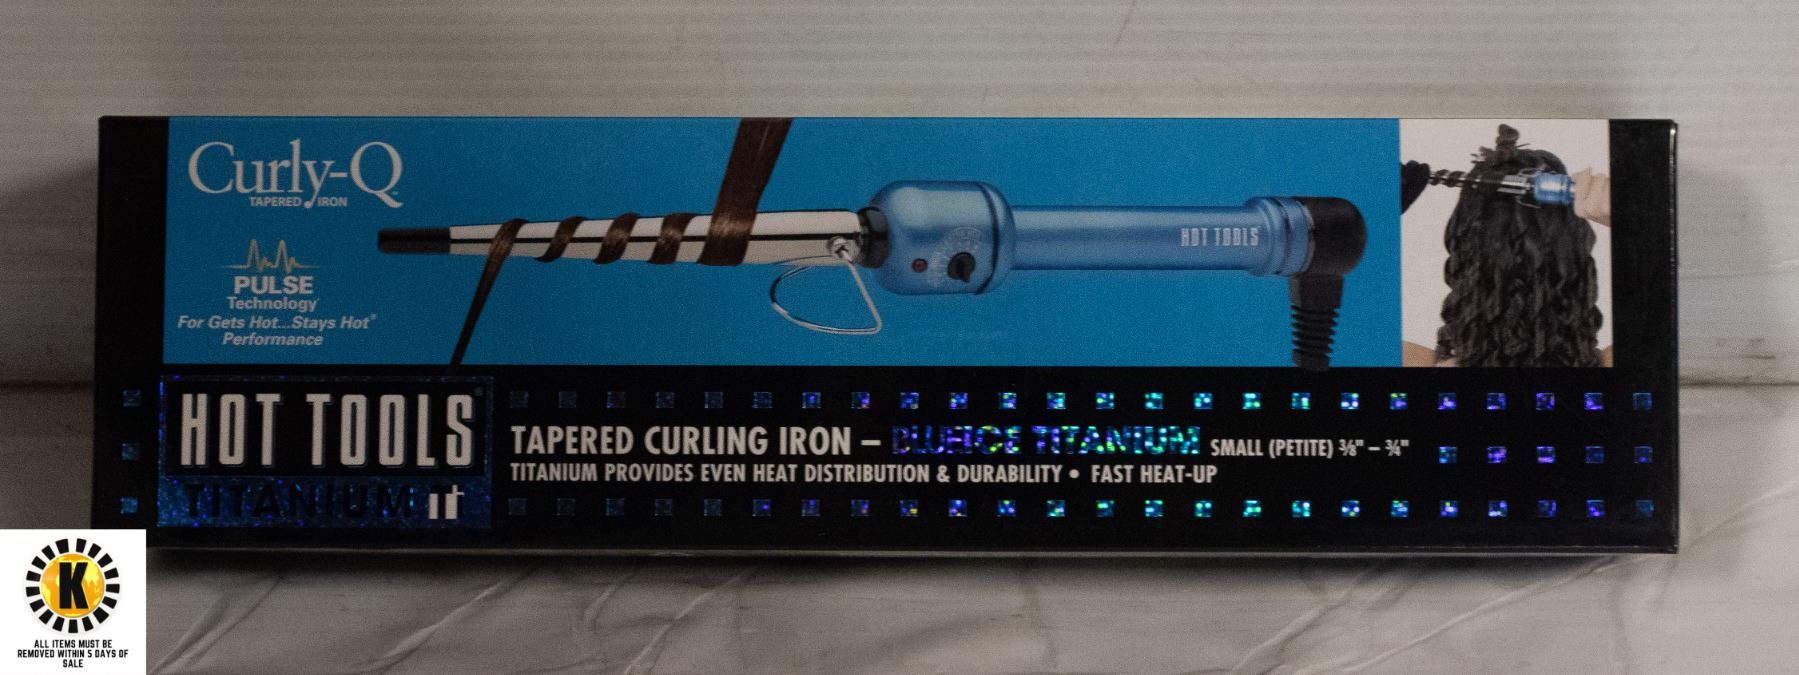 Curly-Q™
TAPERED IRON
PULSE
Technology
For Gets Hot...Stays Hot®
Performance
HOT TOOLS
HOT TOOLS®
TITANIUM Ti
TAPERED CURLING IRON – BLUEICE TITANIUM SMALL (PETITE) ⅜" – ¾"
TITANIUM PROVIDES EVEN HEAT DISTRIBUTION & DURABILITY • FAST HEAT-UP
K
ALL ITEMS MUST BE
REMOVED WITHIN 5 DAYS OF
SALE